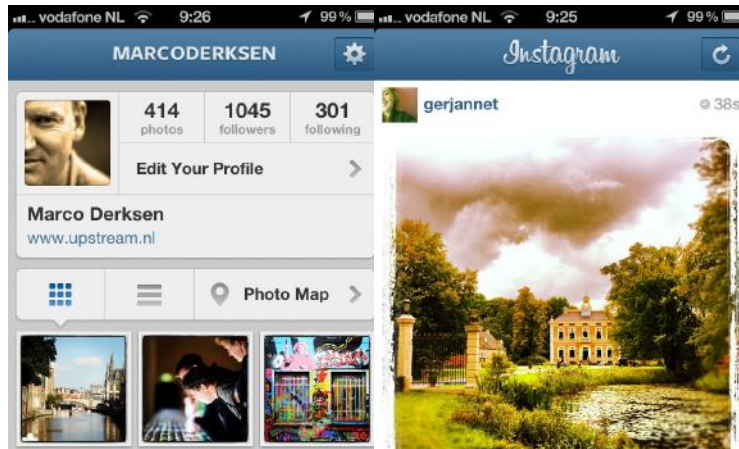 vodafone NL 9:26 99 %
MARCODERKSEN
414 1045 301
photos followers following
Edit Your Profile
Marco Derksen
www.upstream.nl
Photo Map
vodafone NL 9:25 99 %
Instagram
gerjannet 38s